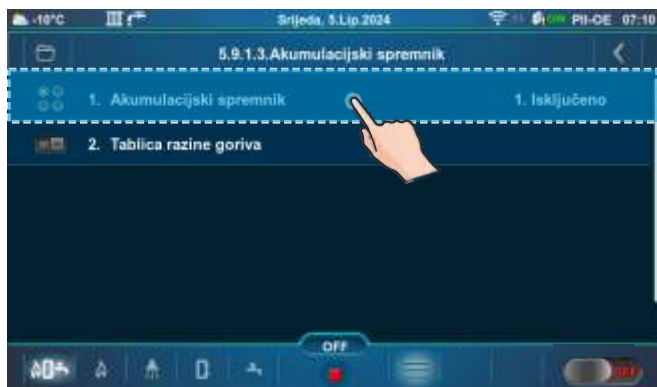 -10°C Srijeda, 5.Lip.2024 PII-OE 07:10
5.9.1.3.Akumulacijski spremnik
1. Akumulacijski spremnik 1. Isključeno
2. Tablica razine goriva
OFF
OFF